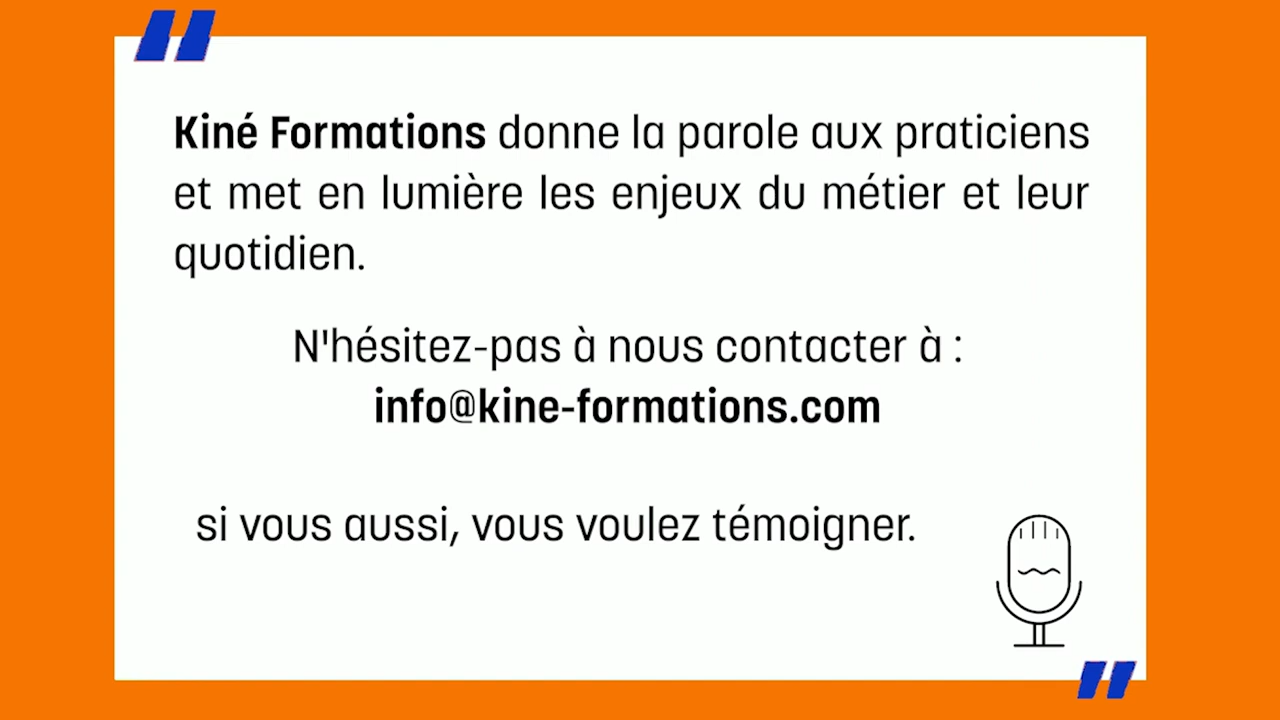 Kiné Formations donne la parole aux praticiens
et met en lumière les enjeux du métier et leur
quotidien.
N'hésitez-pas à nous contacter à :
info@kine-formations.com
si vous aussi, vous voulez témoigner.